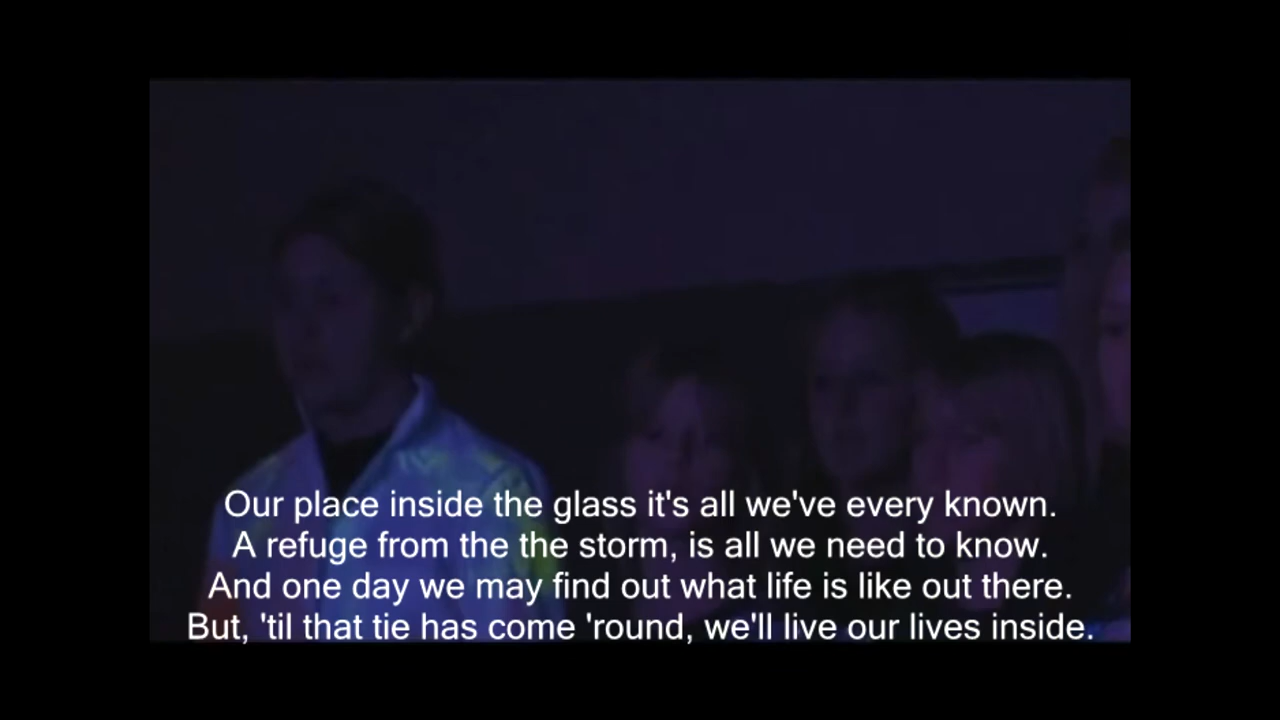 Our place inside the glass it's all we've every known.
A refuge from the the storm, is all we need to know.
And one day we may find out what life is like out there.
But, 'til that tie has come 'round, we'll live our lives inside.